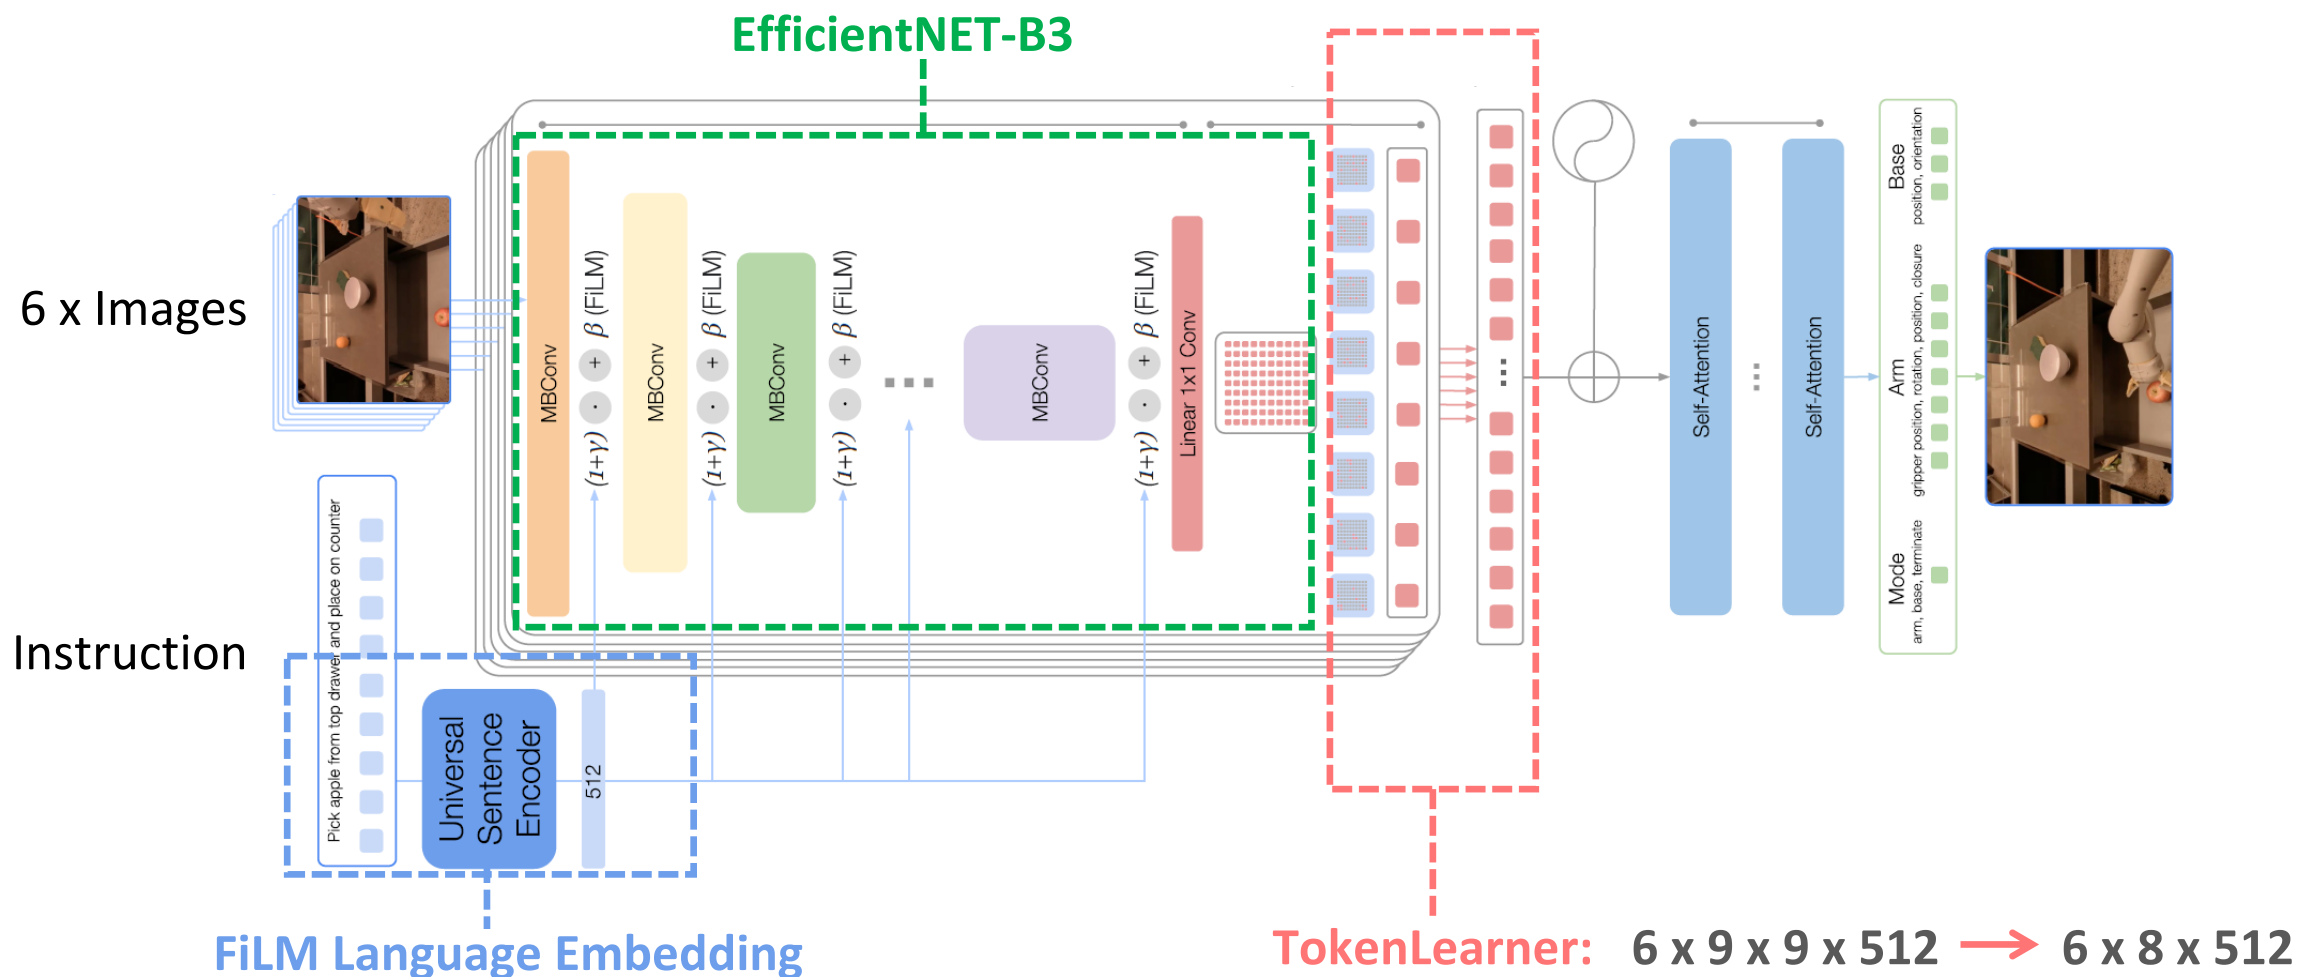 EfficientNET-B3
6 x Images
Instruction
Pick apple from top drawer and place on counter
Universal
Sentence
Encoder
512
FiLM Language Embedding
MBConv
(1+γ) · + β (FiLM)
MBConv
(1+γ) · + β (FiLM)
MBConv
(1+γ) · + β (FiLM)
...
MBConv
(1+γ) · + β (FiLM)
Linear 1x1 Conv
...
Self-Attention
...
Self-Attention
Mode
arm, base, terminate
Arm
gripper position, rotation, position, closure
Base
position, orientation
TokenLearner: 6 x 9 x 9 x 512 → 6 x 8 x 512